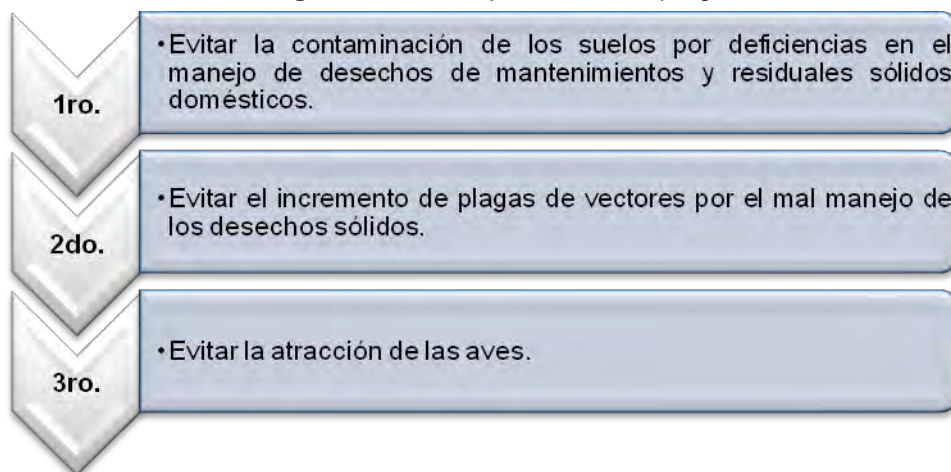 1ro.
•Evitar la contaminación de los suelos por deficiencias en el
manejo de desechos de mantenimientos y residuales sólidos
domésticos.
2do.
•Evitar el incremento de plagas de vectores por el mal manejo de
los desechos sólidos.
3ro.
•Evitar la atracción de las aves.